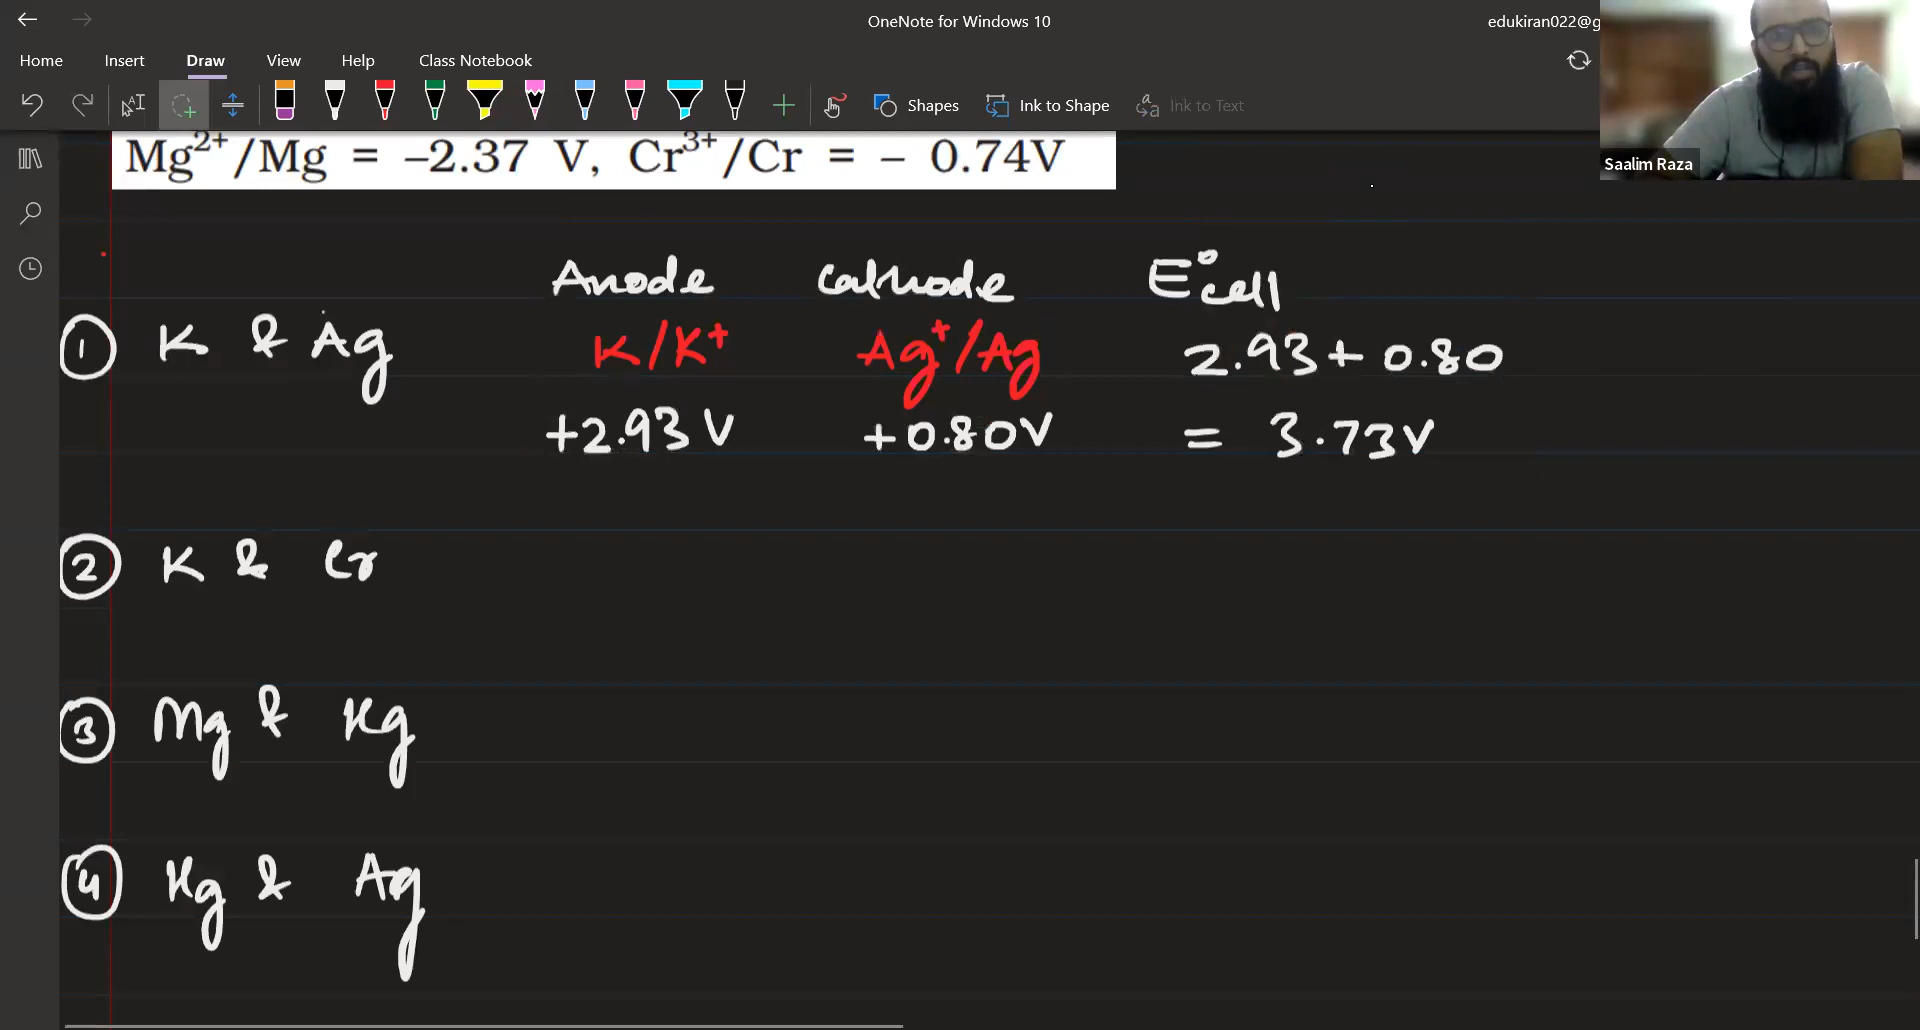 OneNote for Windows 10
edukiran022@g
Home Insert Draw View Help Class Notebook
Shapes Ink to Shape Ink to Text
Saalim Raza
Mg²⁺/Mg = –2.37 V, Cr³⁺/Cr = – 0.74V
Anode Cathode E°cell
① K & Ag K/K⁺ Ag⁺/Ag 2.93 + 0.80
+2.93 V +0.80V = 3.73V
② K & Cr
③ Mg & Hg
④ Hg & Ag